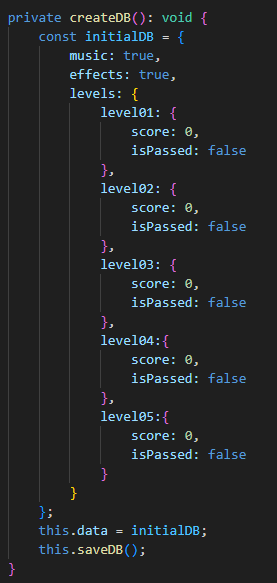 private createDB(): void {
    const initialDB = {
        music: true,
        effects: true,
        levels: {
            level01: {
                score: 0,
                isPassed: false
            },
            level02: {
                score: 0,
                isPassed: false
            },
            level03: {
                score: 0,
                isPassed: false
            },
            level04:{
                score: 0,
                isPassed: false
            },
            level05:{
                score: 0,
                isPassed: false
            }
        }
    };
    this.data = initialDB;
    this.saveDB();
}